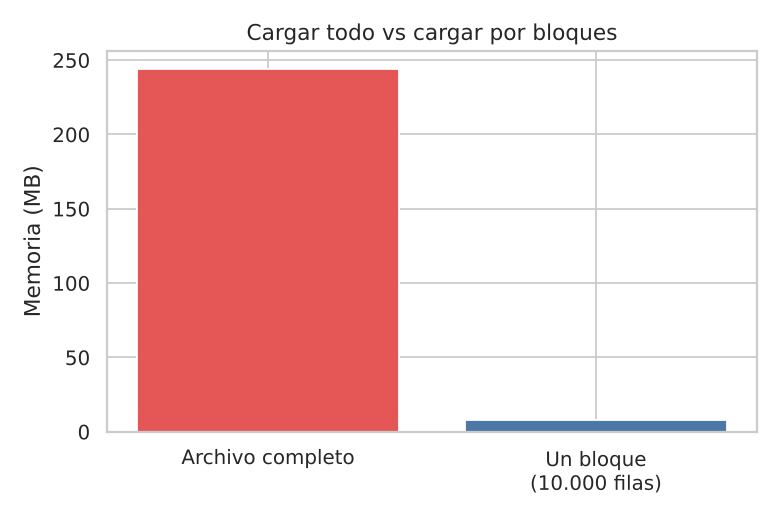 Cargar todo vs cargar por bloques
Memoria (MB)
250
200
150
100
50
0
Archivo completo
Un bloque
(10.000 filas)